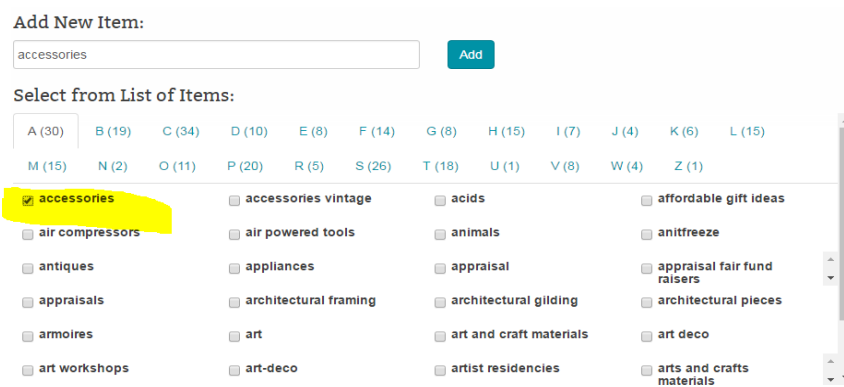 Add New Item:
accessories Add
Select from List of Items:
A (30) B (19) C (34) D (10) E (8) F (14) G (8) H (15) I (7) J (4) K (6) L (15)
M (15) N (2) O (11) P (20) R (5) S (26) T (18) U (1) V (8) W (4) Z (1)
accessories accessories vintage acids affordable gift ideas
air compressors air powered tools animals anitfreeze
antiques appliances appraisal appraisal fair fund
raisers
appraisals architectural framing architectural gilding architectural pieces
armoires art art and craft materials art deco
art workshops art-deco artist residencies arts and crafts
materials